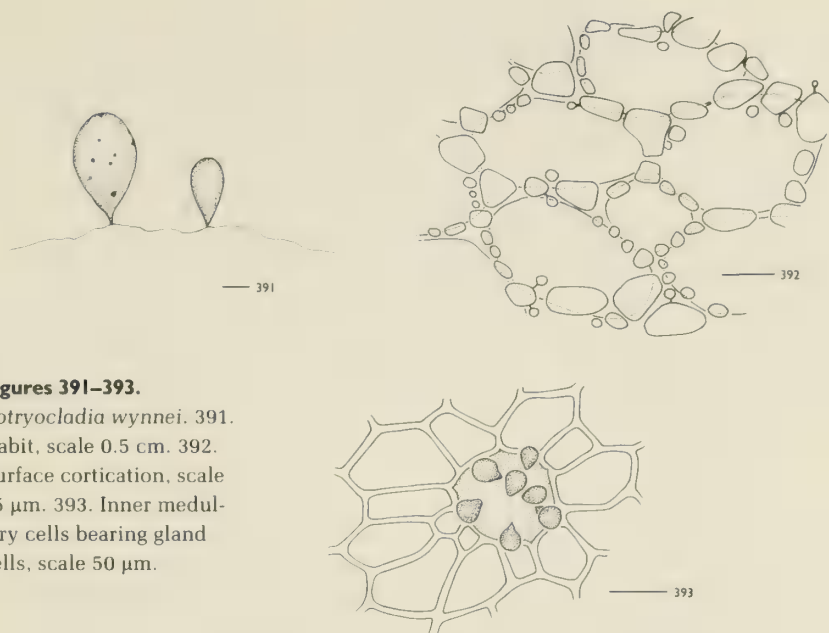 391
392
gures 391–393.
otryocladia wynnei. 391.
abit, scale 0.5 cm. 392.
urface cortication, scale
5 μm. 393. Inner medul-
ry cells bearing gland
ells, scale 50 μm.
393